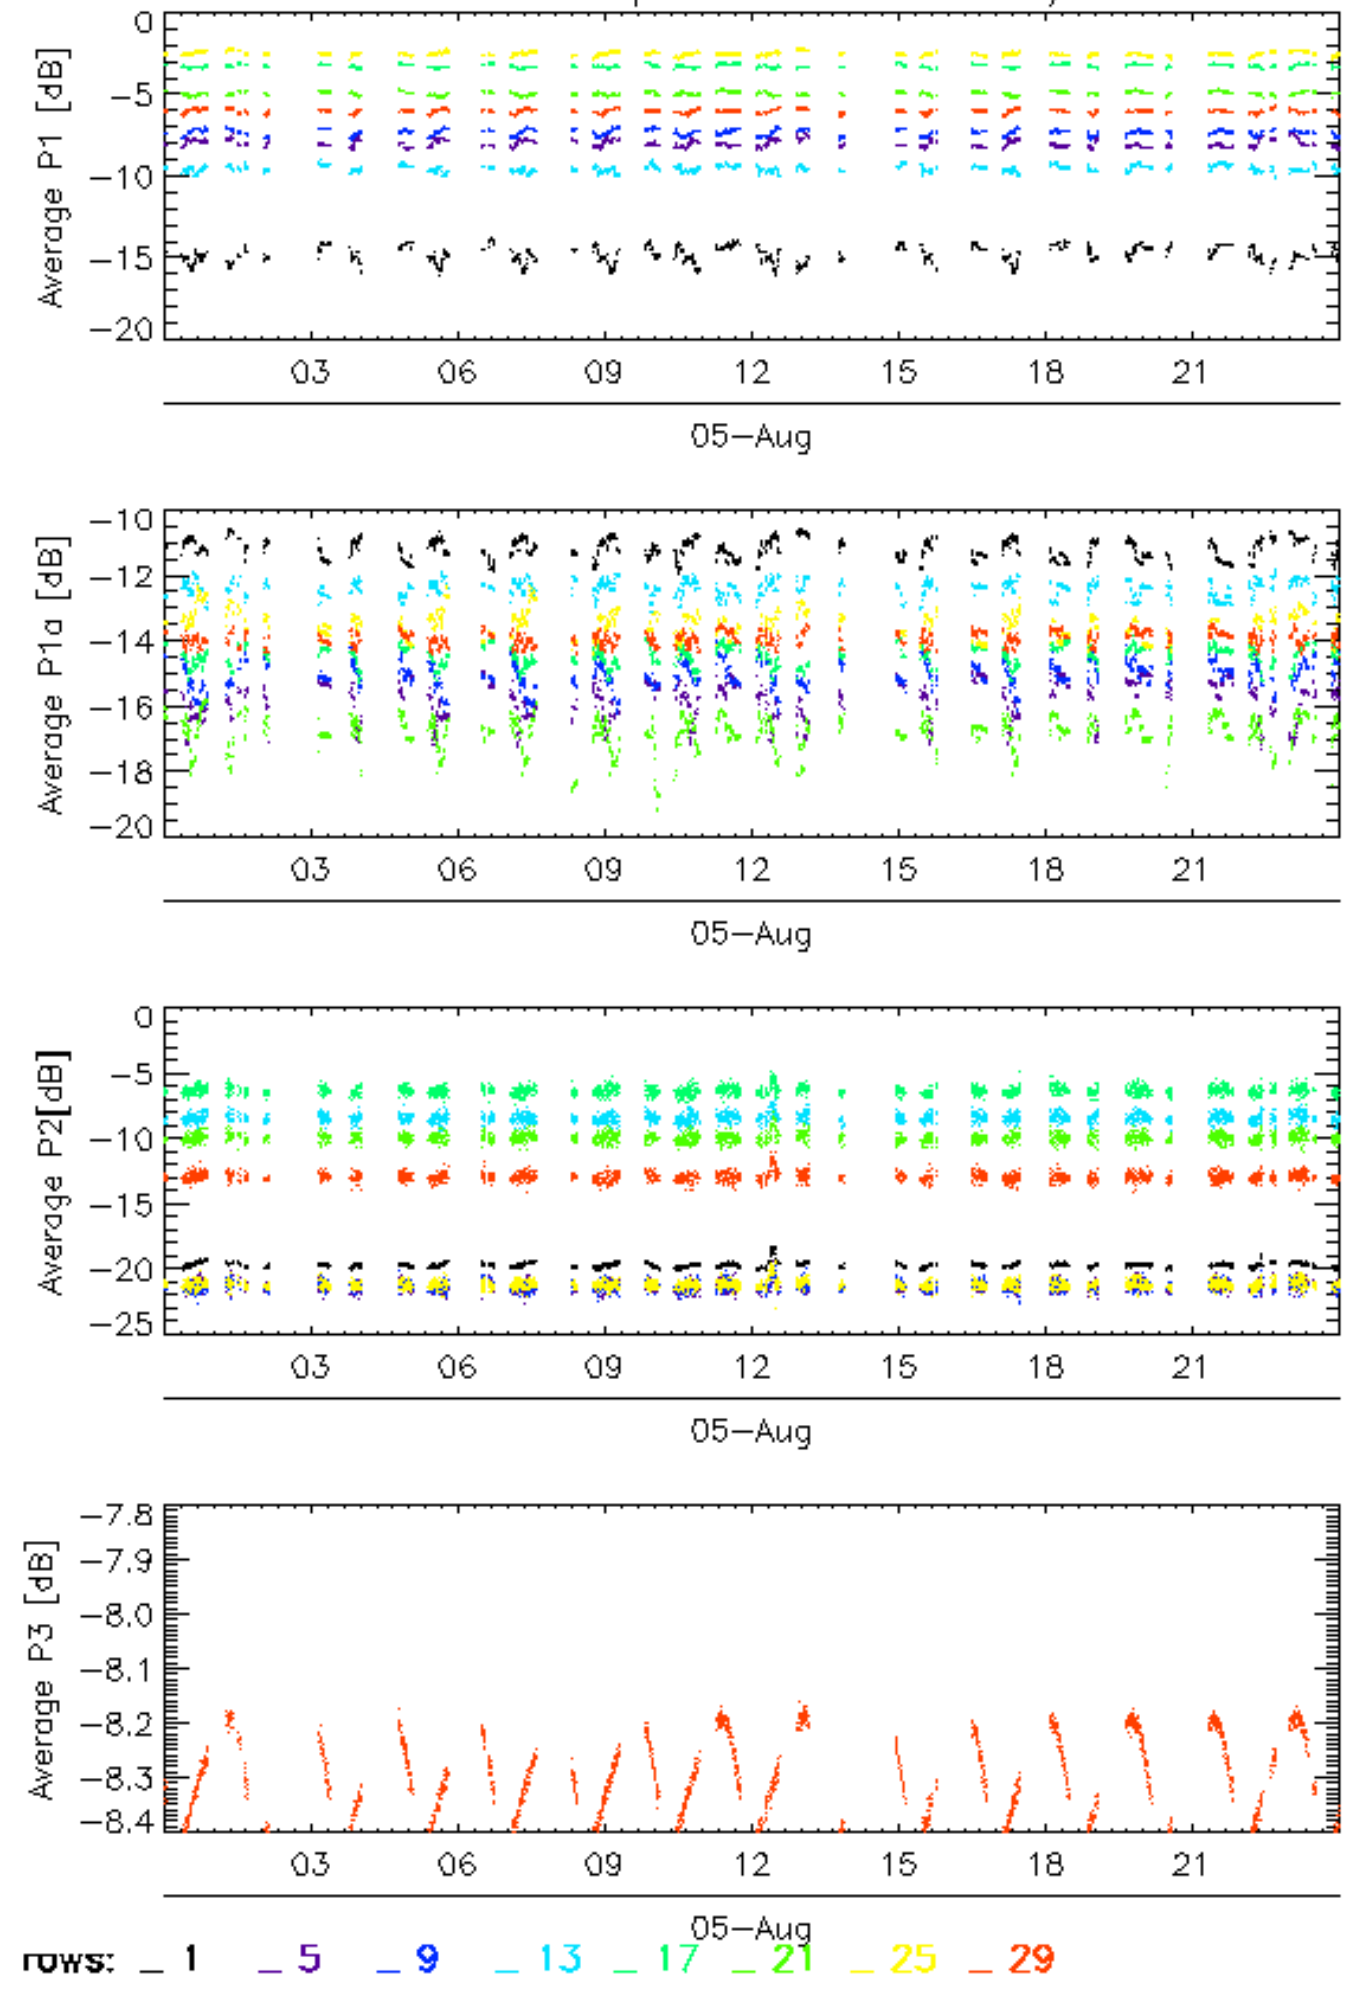 0
−5
−10
−15
−20
Average P1 [dB]
03 06 09 12 15 18 21
05−Aug
−10
−12
−14
−16
−18
−20
Average P1a [dB]
03 06 09 12 15 18 21
05−Aug
0
−5
−10
−15
−20
−25
Average P2[dB]
03 06 09 12 15 18 21
05−Aug
−7.8
−7.9
−8.0
−8.1
−8.2
−8.3
−8.4
Average P3 [dB]
03 06 09 12 15 18 21
05−Aug
rows: _ 1 _ 5 _ 9 _ 13 _ 17 _ 21 _ 25 _ 29